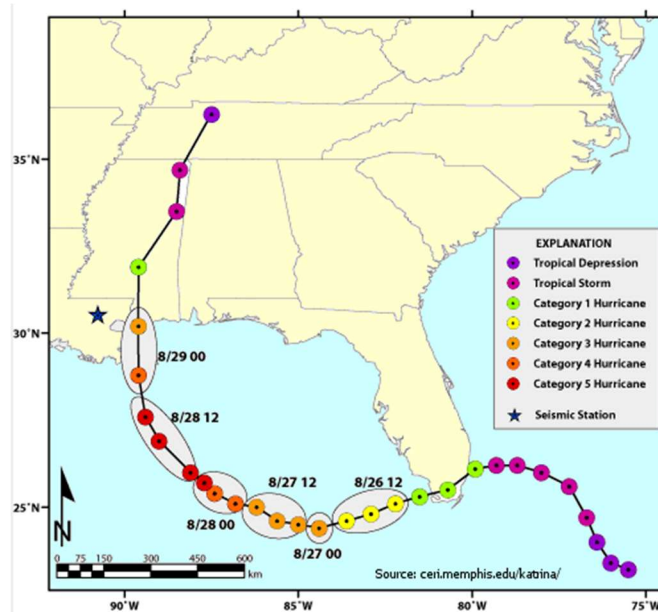 35°N
EXPLANATION
Tropical Depression
Tropical Storm
Category 1 Hurricane
Category 2 Hurricane
Category 3 Hurricane
Category 4 Hurricane
Category 5 Hurricane
Seismic Station
30°N
8/29 00
8/28 12
8/27 12
8/26 12
25°N
8/28 00
8/27 00
N
0 75 150 300 450 600
km
Source: ceri.memphis.edu/katrina/
90°W
85°W
80°W
75°W